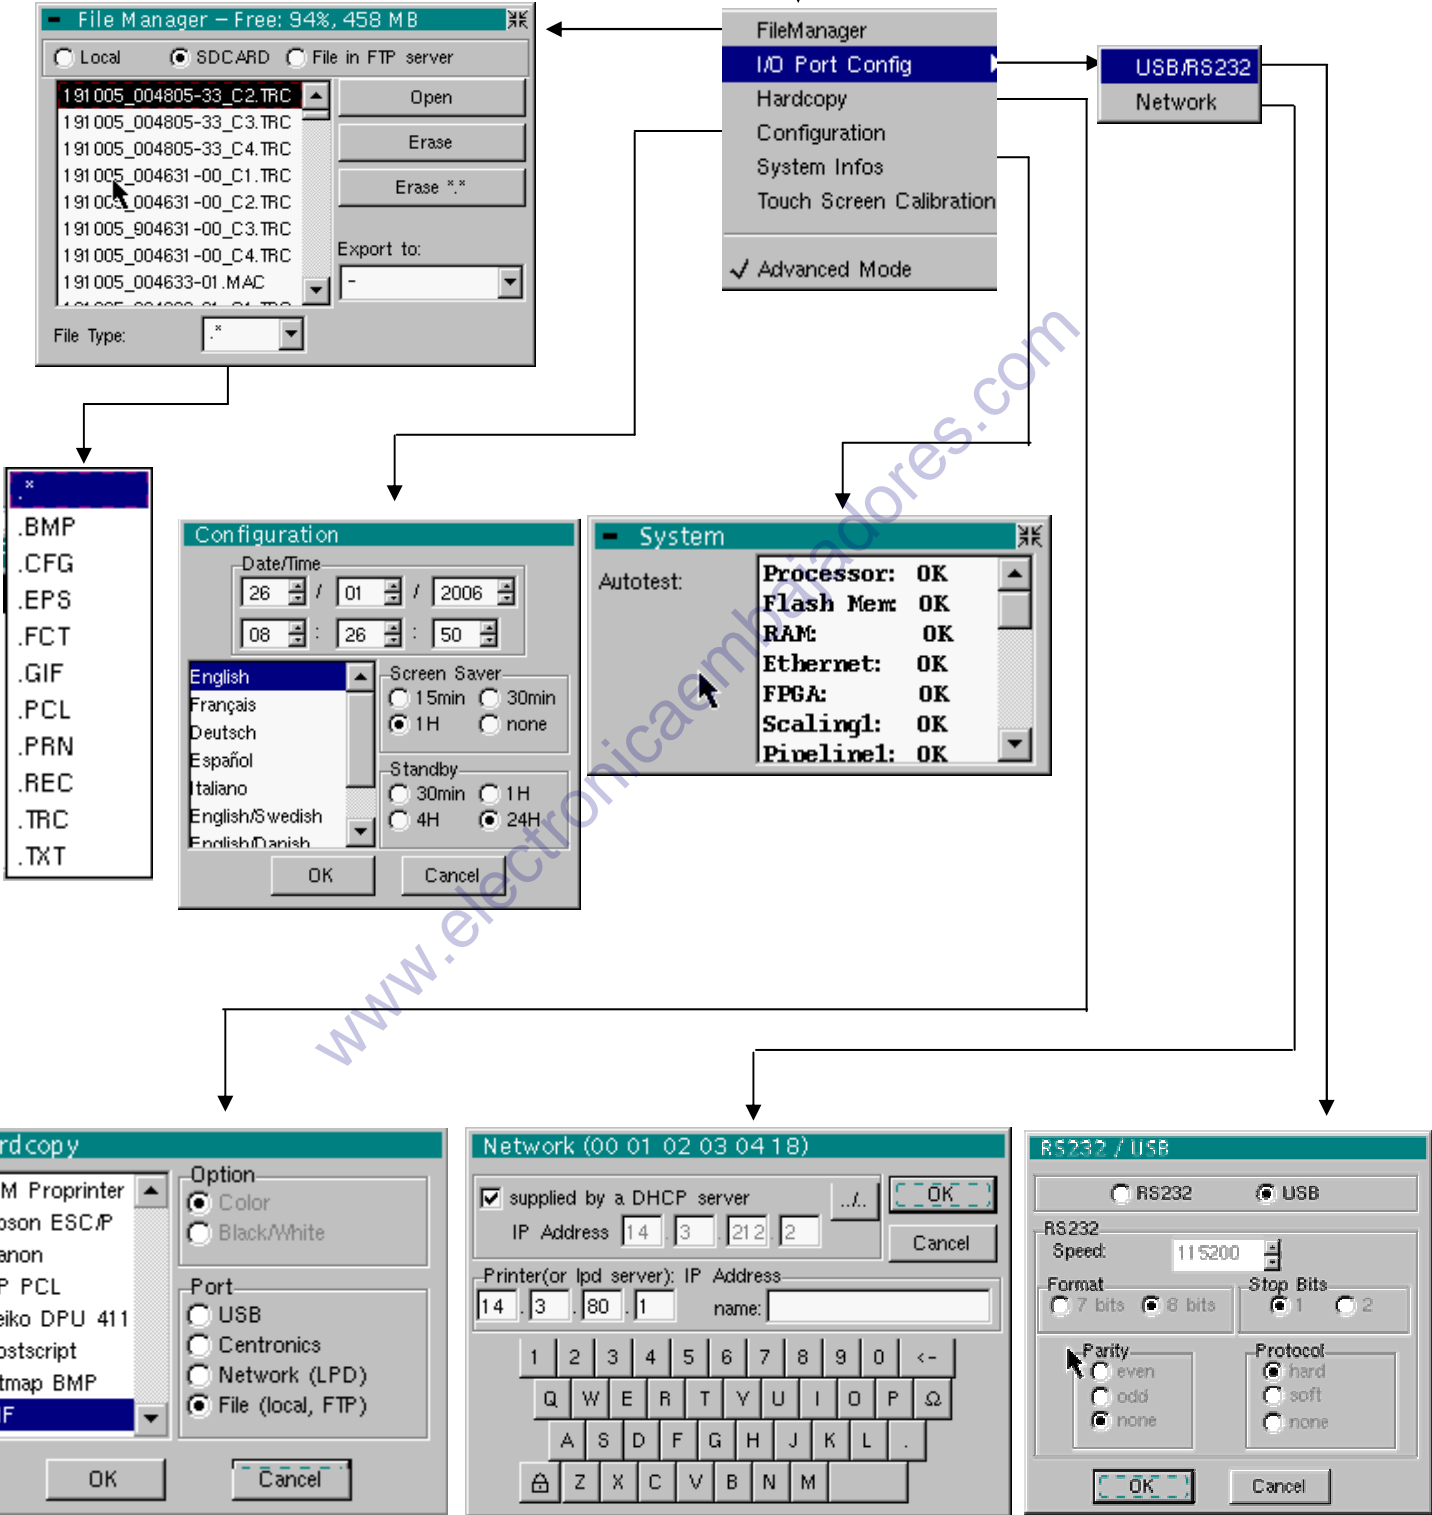 File Manager – Free: 94%, 458 MB
Local SDCARD File in FTP server
191005_004805-33_C2.TRC
191005_004805-33_C3.TRC
191005_004805-33_C4.TRC
191005_004631-00_C1.TRC
191005_004631-00_C2.TRC
191005_904631-00_C3.TRC
191005_004631-00_C4.TRC
191005_004633-01.MAC
Open
Erase
Erase *.*
Export to:
-
File Type: .*
FileManager
I/O Port Config
Hardcopy
Configuration
System Infos
Touch Screen Calibration
✓ Advanced Mode
USB/RS232
Network
.*
.BMP
.CFG
.EPS
.FCT
.GIF
.PCL
.PRN
.REC
.TRC
.TXT
Configuration
Date/Time
26 / 01 / 2006
08 : 26 : 50
English
Français
Deutsch
Español
Italiano
English/Swedish
English/Danish
Screen Saver
15min 30min
1H none
Standby
30min 1H
4H 24H
OK Cancel
System
Autotest:
Processor: OK
Flash Mem: OK
RAM: OK
Ethernet: OK
FPGA: OK
Scaling1: OK
Pipeline1: OK
www.electronicaembajadores.com
rdcopy
M Proprinter
oson ESC/P
anon
P PCL
eiko DPU 411
ostscript
tmap BMP
IF
Option
Color
Black/White
Port
USB
Centronics
Network (LPD)
File (local, FTP)
OK Cancel
Network (00 01 02 03 04 18)
supplied by a DHCP server ../..
IP Address 14 . 3 . 212 . 2
OK
Cancel
Printer(or lpd server): IP Address
14 . 3 . 80 . 1 name:
1 2 3 4 5 6 7 8 9 0 <-
Q W E R T Y U I O P Ω
A S D F G H J K L .
Z X C V B N M
RS232 / USB
RS232 USB
RS232
Speed: 115200
Format
7 bits 8 bits
Stop Bits
1 2
Parity
even
odd
none
Protocol
hard
soft
none
OK Cancel